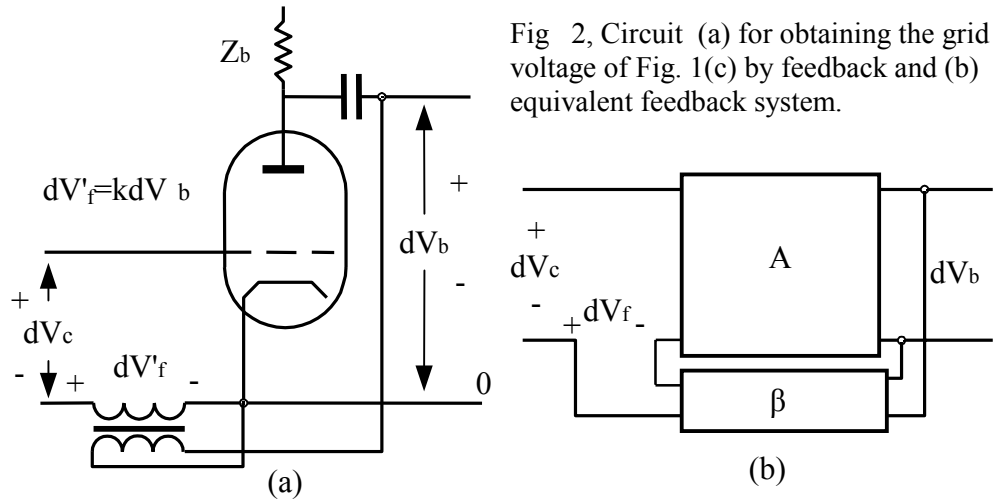 Fig 2, Circuit (a) for obtaining the grid
voltage of Fig. 1(c) by feedback and (b)
equivalent feedback system.
Zb
dV'f=kdV b
+
dVb
-
+
dVc
-
+ dV'f -
0
(a)
+
dVc
-
+ dVf -
A
dVb
β
(b)